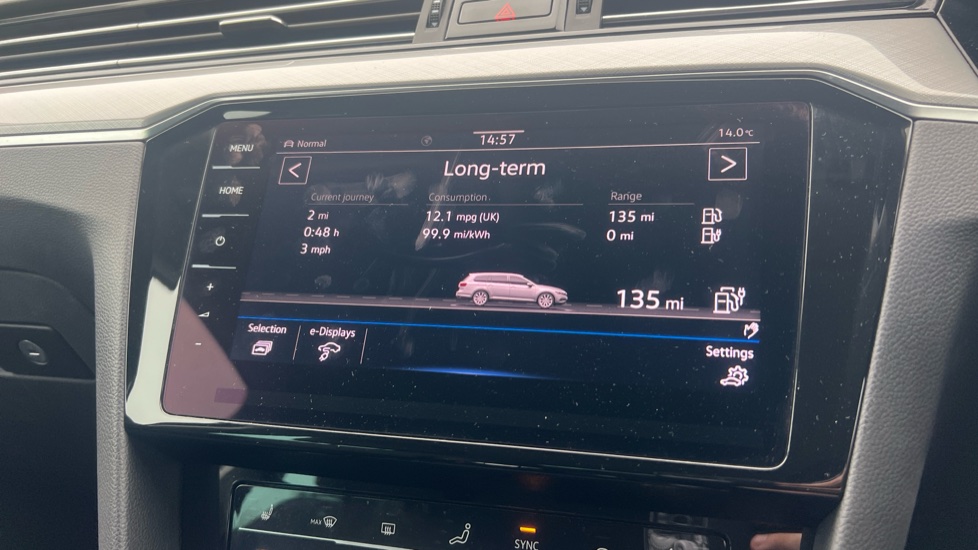 Normal
14:57
14.0°C
MENU
< Long-term >
HOME
Current journey Consumption Range
2 mi 12.1 mpg (UK) 135 mi
0:48 h 99.9 mi/kWh 0 mi
3 mph
+
135 mi
-
Selection e-Displays
Settings
MAX
SYNC